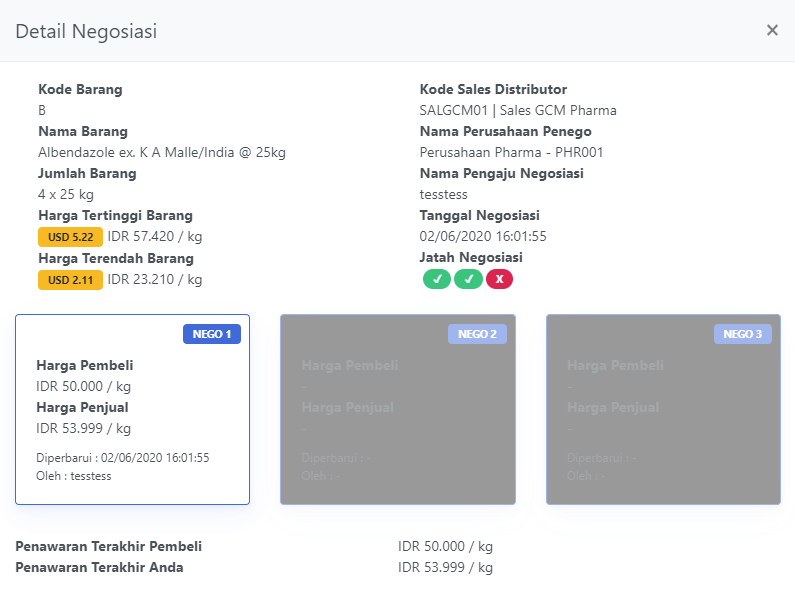 Detail Negosiasi ×
Kode Barang
B
Nama Barang
Albendazole ex. K A Malle/India @ 25kg
Jumlah Barang
4 x 25 kg
Harga Tertinggi Barang
USD 5.22 IDR 57.420 / kg
Harga Terendah Barang
USD 2.11 IDR 23.210 / kg
Kode Sales Distributor
SALGCM01 | Sales GCM Pharma
Nama Perusahaan Penego
Perusahaan Pharma - PHR001
Nama Pengaju Negosiasi
tesstess
Tanggal Negosiasi
02/06/2020 16:01:55
Jatah Negosiasi
✓ ✓ X
NEGO 1
Harga Pembeli
IDR 50.000 / kg
Harga Penjual
IDR 53.999 / kg
Diperbarui : 02/06/2020 16:01:55
Oleh : tesstess
NEGO 2
Harga Pembeli
-
Harga Penjual
-
Diperbarui : -
Oleh : -
NEGO 3
Harga Pembeli
-
Harga Penjual
-
Diperbarui : -
Oleh : -
Penawaran Terakhir Pembeli IDR 50.000 / kg
Penawaran Terakhir Anda IDR 53.999 / kg